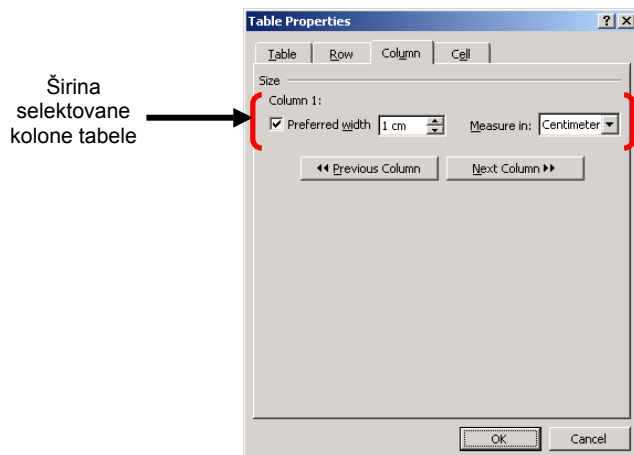 Table Properties
Table Row Column Cell
Size
Column 1:
Širina
selektovane
kolone tabele
Preferred width 1 cm Measure in: Centimeter
Previous Column Next Column
OK Cancel